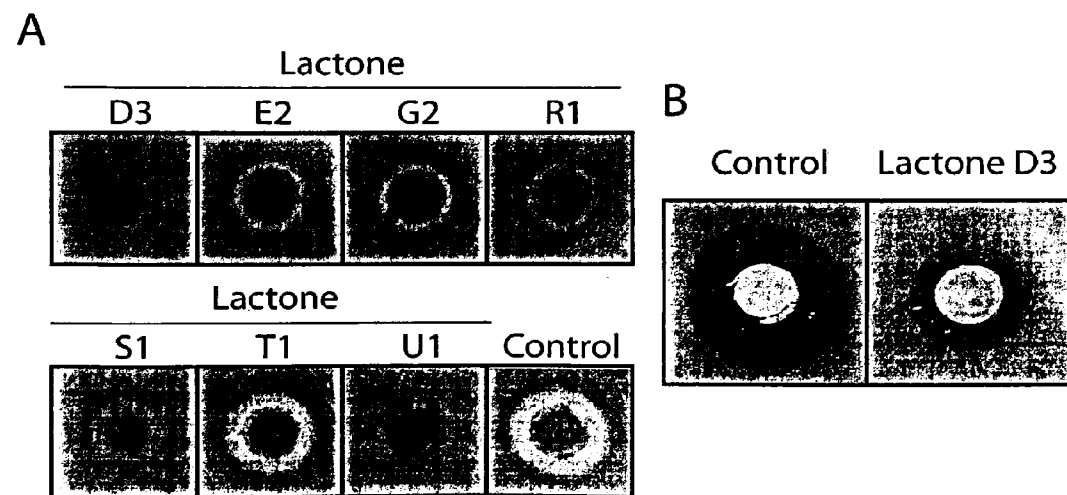 A
Lactone
D3 E2 G2 R1
Lactone
S1 T1 U1 Control
B
Control Lactone D3